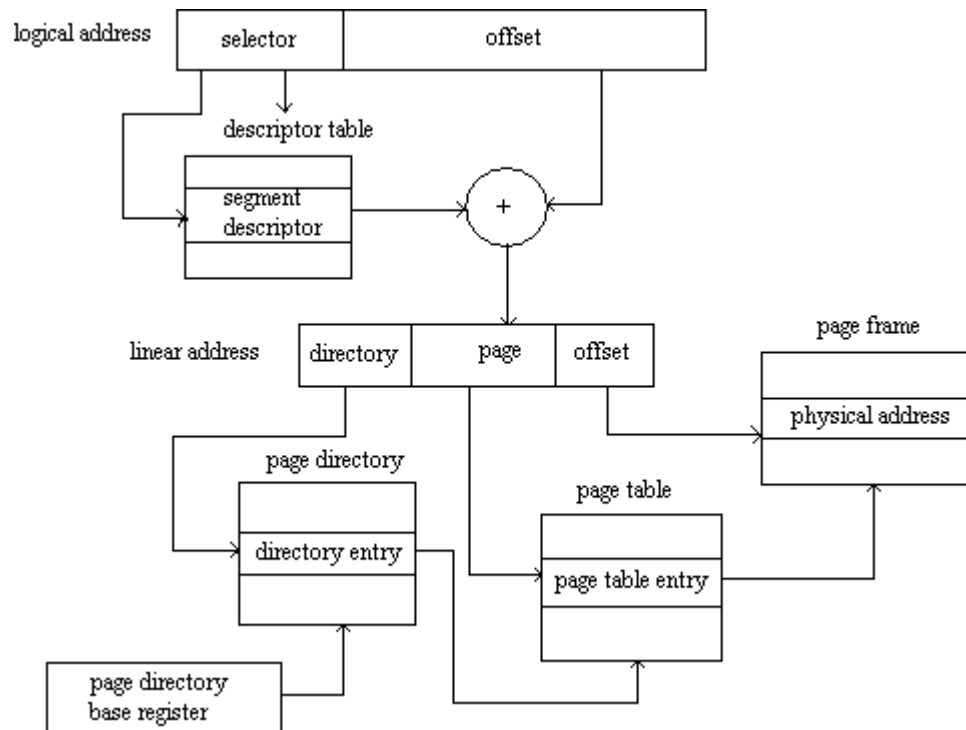 logical address
selector
offset
descriptor table
segment
descriptor
+
linear address
directory
page
offset
page frame
physical address
page directory
directory entry
page table
page table entry
page directory
base register